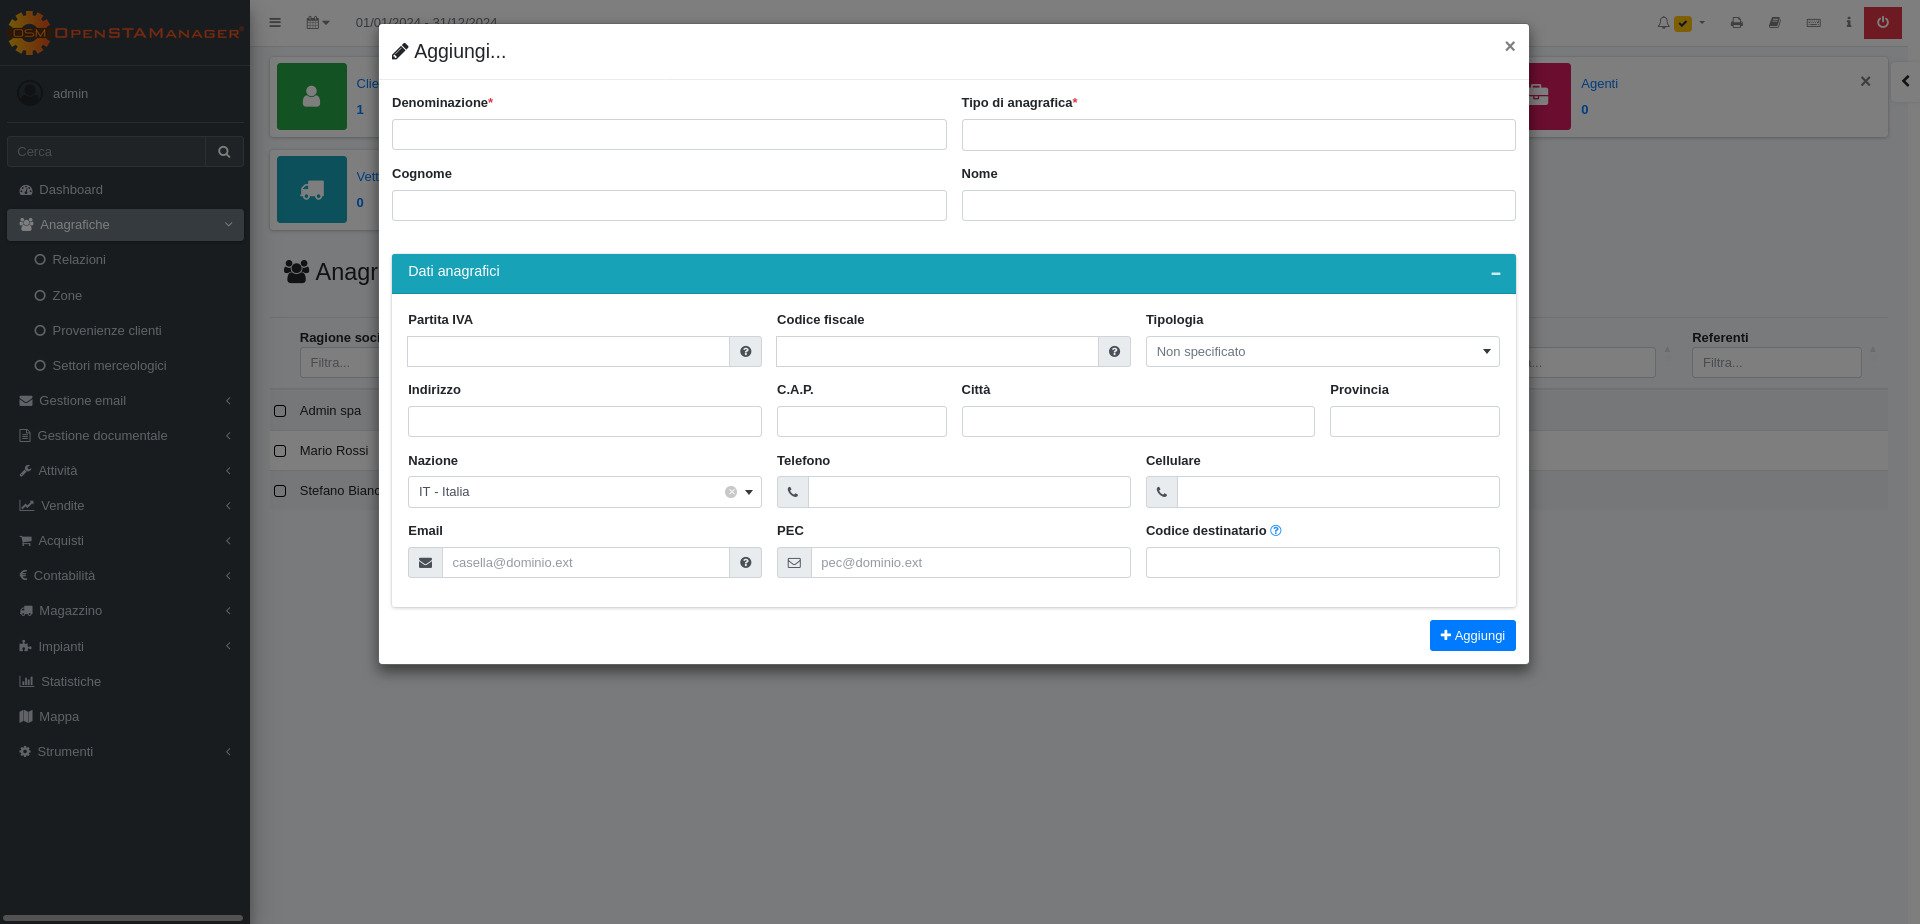 OSM OpenSTAManager
01/01/2024 - 31/12/2024
Aggiungi...
×
admin
Cerca
Dashboard
Anagrafiche
Relazioni
Zone
Provenienze clienti
Settori merceologici
Gestione email
Gestione documentale
Attività
Vendite
Acquisti
Contabilità
Magazzino
Impianti
Statistiche
Mappa
Strumenti
1
0
Agenti
0
×
Anagr
Ragione soci
Filtra...
Referenti
Filtra...
Admin spa
Mario Rossi
Stefano Bianc
Denominazione*
Tipo di anagrafica*
Cognome
Nome
Dati anagrafici
Partita IVA
Codice fiscale
Tipologia
Non specificato
Indirizzo
C.A.P.
Città
Provincia
Nazione
Telefono
Cellulare
IT - Italia
Email
PEC
Codice destinatario
casella@dominio.ext
pec@dominio.ext
Aggiungi